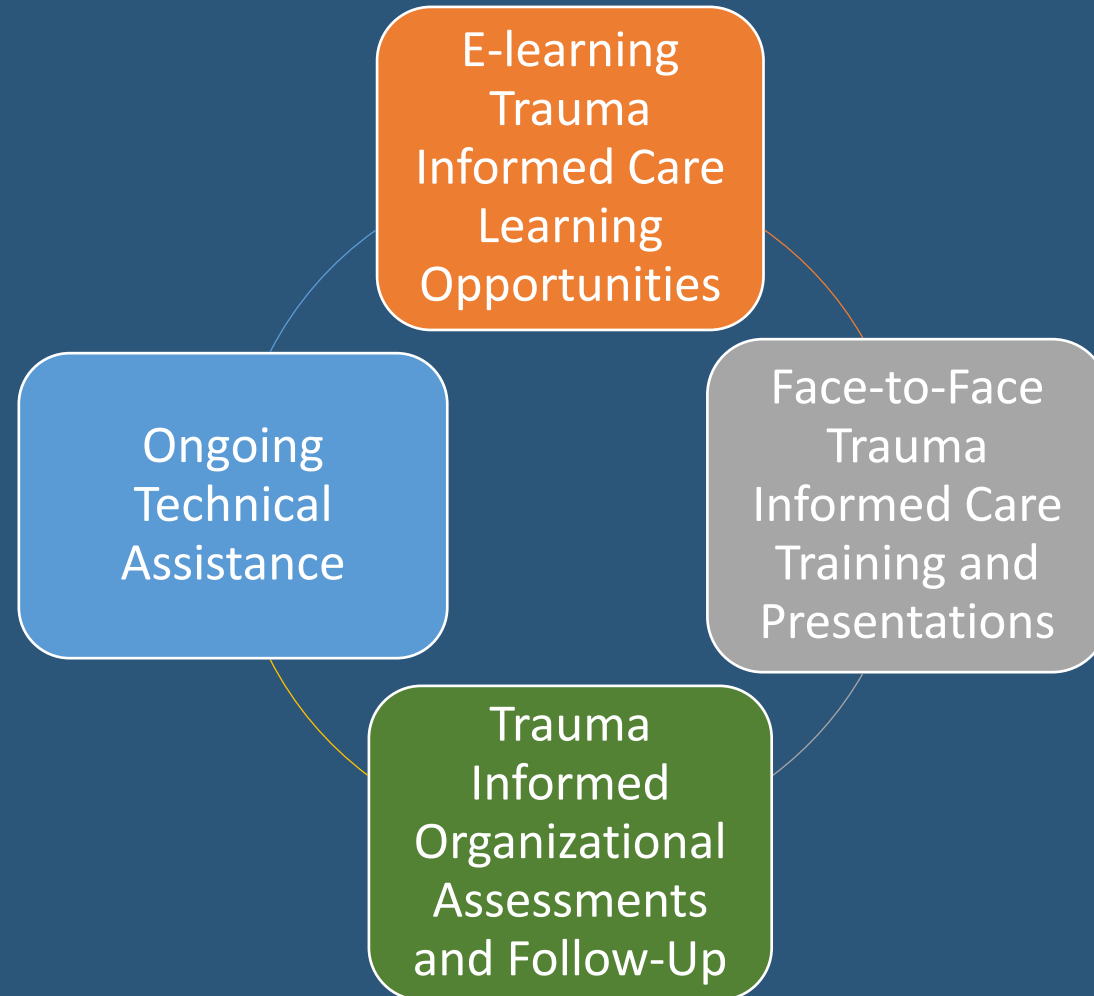 E-learning
Trauma
Informed Care
Learning
Opportunities
Face-to-Face
Trauma
Informed Care
Training and
Presentations
Trauma
Informed
Organizational
Assessments
and Follow-Up
Ongoing
Technical
Assistance